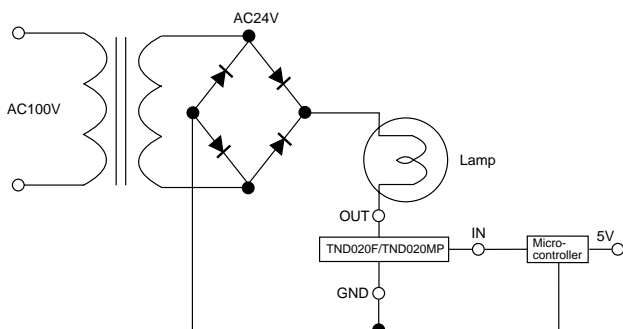 AC24V
AC100V
Lamp
OUT
IN
5V
TND020F/TND020MP
Micro-
controller
GND